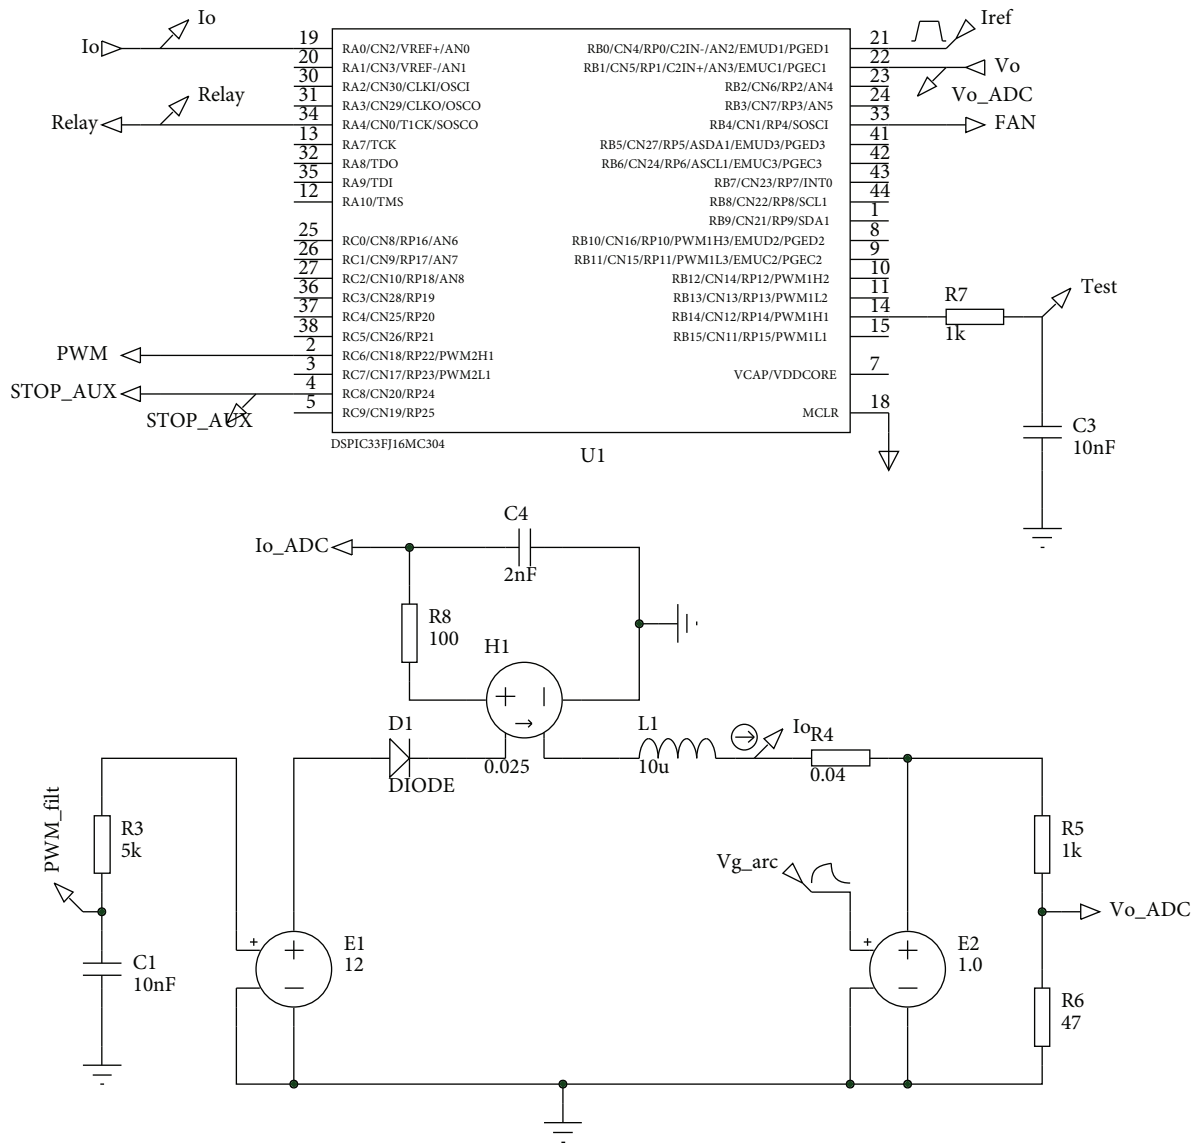 Io
Io
Relay
Relay
PWM
STOP_AUX
STOP_AUX
19 RA0/CN2/VREF+/AN0
20 RA1/CN3/VREF-/AN1
30 RA2/CN30/CLKI/OSCI
31 RA3/CN29/CLKO/OSCO
34 RA4/CN0/T1CK/SOSCO
13 RA7/TCK
32 RA8/TDO
35 RA9/TDI
12 RA10/TMS
25 RC0/CN8/RP16/AN6
26 RC1/CN9/RP17/AN7
27 RC2/CN10/RP18/AN8
36 RC3/CN28/RP19
37 RC4/CN25/RP20
38 RC5/CN26/RP21
2 RC6/CN18/RP22/PWM2H1
3 RC7/CN17/RP23/PWM2L1
4 RC8/CN20/RP24
5 RC9/CN19/RP25
RB0/CN4/RP0/C2IN-/AN2/EMUD1/PGED1 21
RB1/CN5/RP1/C2IN+/AN3/EMUC1/PGEC1 22
RB2/CN6/RP2/AN4 23
RB3/CN7/RP3/AN5 24
RB4/CN1/RP4/SOSCI 33
RB5/CN27/RP5/ASDA1/EMUD3/PGED3 41
RB6/CN24/RP6/ASCL1/EMUC3/PGEC3 42
RB7/CN23/RP7/INT0 43
RB8/CN22/RP8/SCL1 44
RB9/CN21/RP9/SDA1 1
RB10/CN16/RP10/PWM1H3/EMUD2/PGED2 8
RB11/CN15/RP11/PWM1L3/EMUC2/PGEC2 9
RB12/CN14/RP12/PWM1H2 10
RB13/CN13/RP13/PWM1L2 11
RB14/CN12/RP14/PWM1H1 14
RB15/CN11/RP15/PWM1L1 15
VCAP/VDDCORE 7
MCLR 18
DSPIC33FJ16MC304
U1
Iref
Vo
Vo_ADC
FAN
R7
1k
Test
C3
10nF
Io_ADC
C4
2nF
R8
100
H1
0.025
D1
DIODE
L1
10u
Io
R4
0.04
PWM_filt
R3
5k
C1
10nF
E1
12
Vg_arc
E2
1.0
R5
1k
Vo_ADC
R6
47